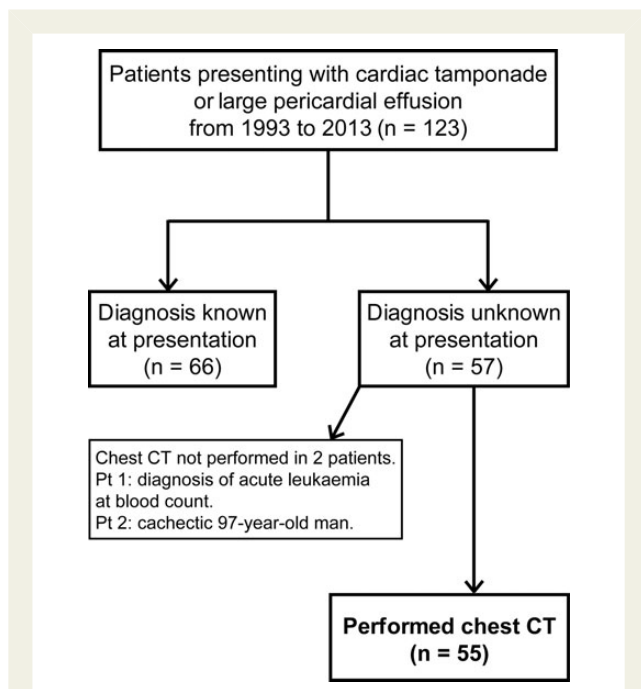 Patients presenting with cardiac tamponade
or large pericardial effusion
from 1993 to 2013 (n = 123)
Diagnosis known
at presentation
(n = 66)
Diagnosis unknown
at presentation
(n = 57)
Chest CT not performed in 2 patients.
Pt 1: diagnosis of acute leukaemia
at blood count.
Pt 2: cachectic 97-year-old man.
Performed chest CT
(n = 55)